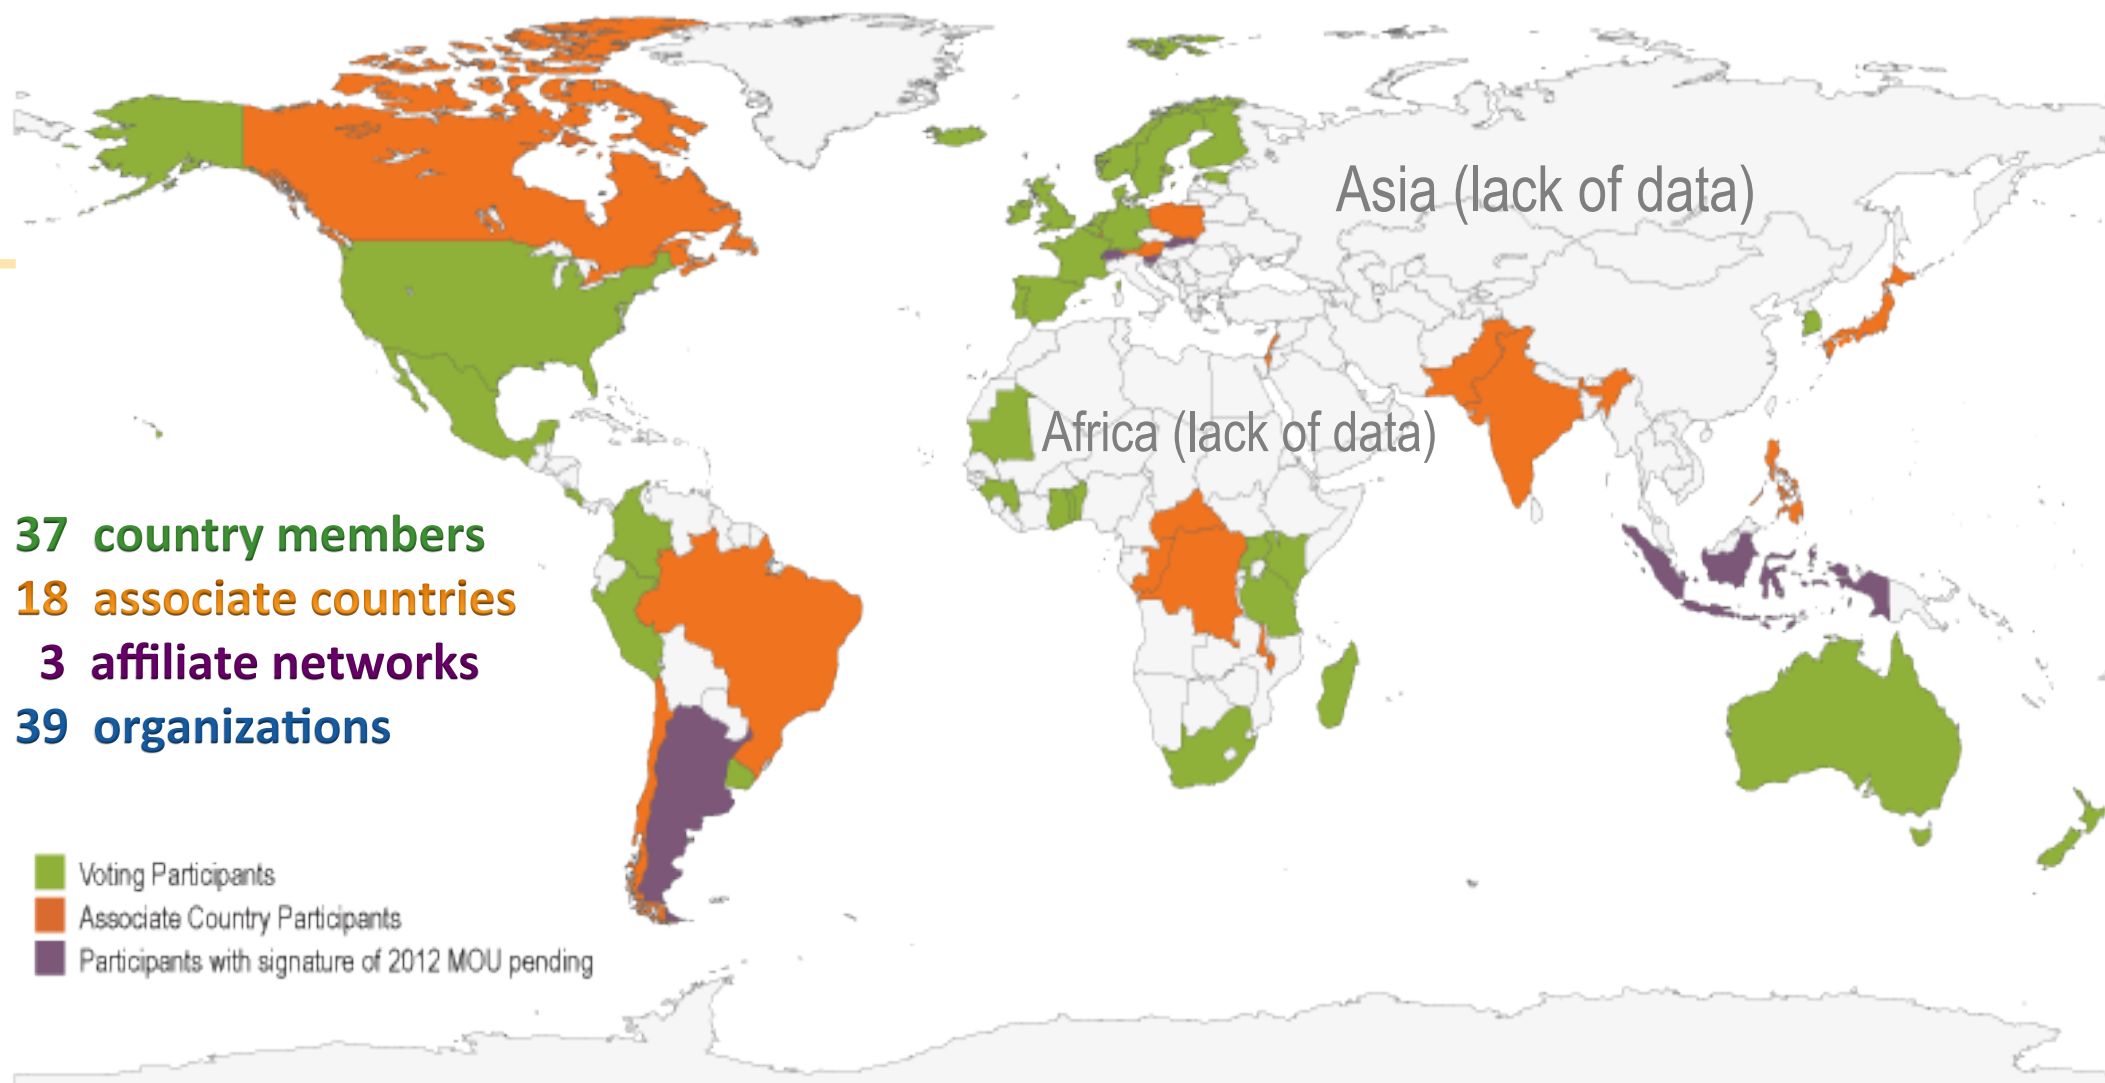 Asia (lack of data)
Africa (lack of data)
37 country members
18 associate countries
3 affiliate networks
39 organizations
Voting Participants
Associate Country Participants
Participants with signature of 2012 MOU pending